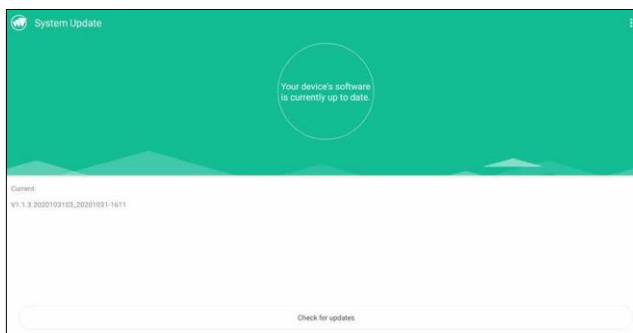 System Update
Your device's software
is currently up to date.
Current:
V1.1.3.2020103103_20201031-1611
Check for updates